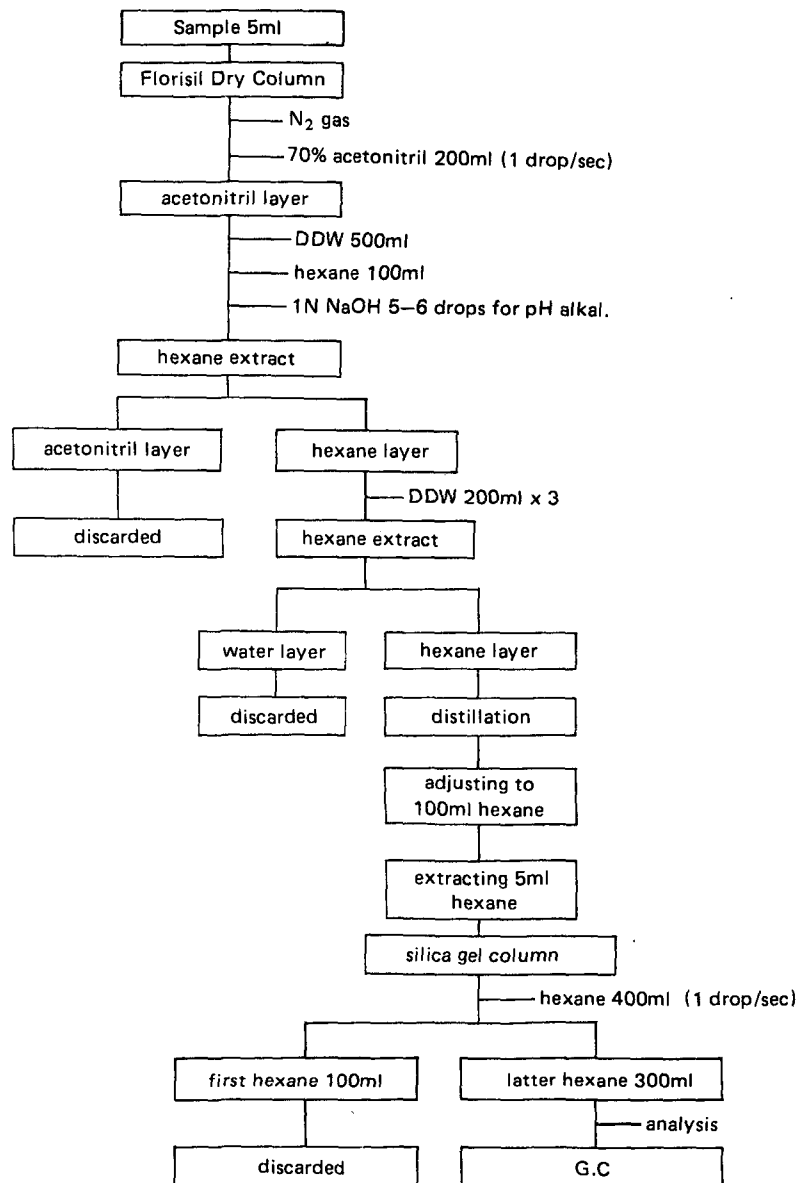 Sample 5ml
Florisil Dry Column
N₂ gas
70% acetonitril 200ml (1 drop/sec)
acetonitril layer
DDW 500ml
hexane 100ml
1N NaOH 5–6 drops for pH alkal.
hexane extract
acetonitril layer
hexane layer
DDW 200ml x 3
discarded
hexane extract
water layer
hexane layer
discarded
distillation
adjusting to
100ml hexane
extracting 5ml
hexane
silica gel column
hexane 400ml (1 drop/sec)
first hexane 100ml
latter hexane 300ml
analysis
discarded
G.C